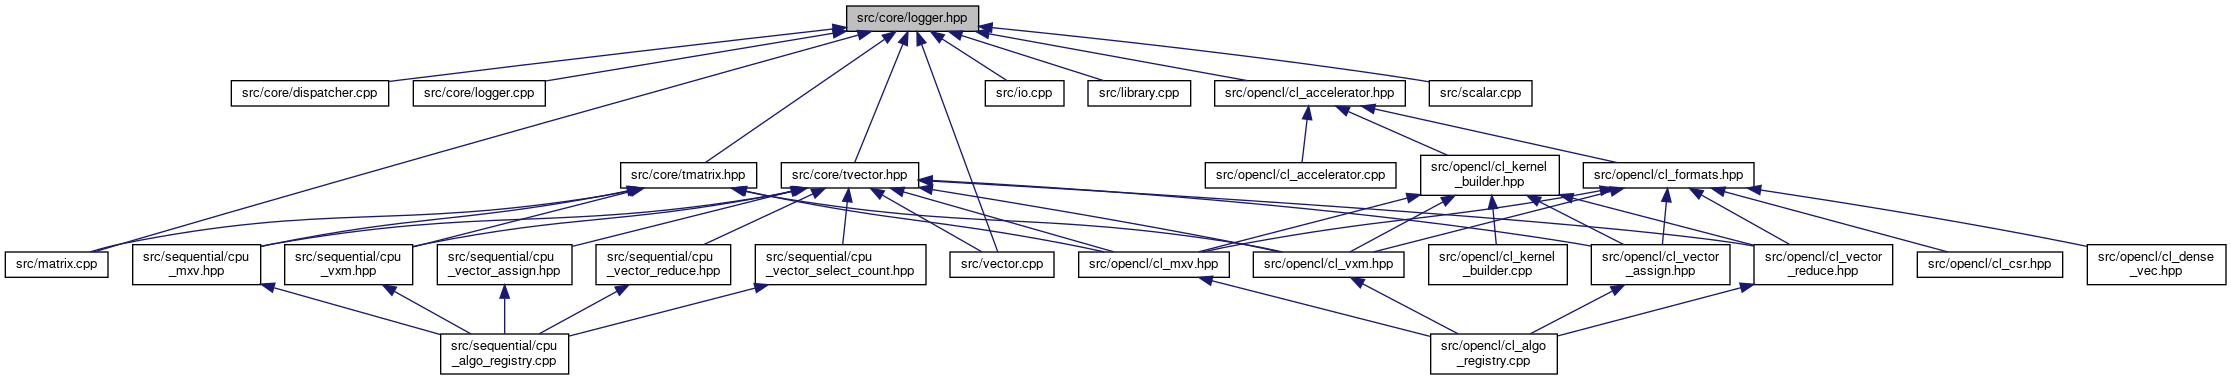 src/core/logger.hpp
src/core/dispatcher.cpp
src/core/logger.cpp
src/io.cpp
src/library.cpp
src/opencl/cl_accelerator.hpp
src/scalar.cpp
src/core/tmatrix.hpp
src/core/tvector.hpp
src/opencl/cl_accelerator.cpp
src/opencl/cl_kernel
_builder.hpp
src/opencl/cl_formats.hpp
src/matrix.cpp
src/sequential/cpu
_mxv.hpp
src/sequential/cpu
_vxm.hpp
src/sequential/cpu
_vector_assign.hpp
src/sequential/cpu
_vector_reduce.hpp
src/sequential/cpu
_vector_select_count.hpp
src/vector.cpp
src/opencl/cl_mxv.hpp
src/opencl/cl_vxm.hpp
src/opencl/cl_kernel
_builder.cpp
src/opencl/cl_vector
_assign.hpp
src/opencl/cl_vector
_reduce.hpp
src/opencl/cl_csr.hpp
src/opencl/cl_dense
_vec.hpp
src/sequential/cpu
_algo_registry.cpp
src/opencl/cl_algo
_registry.cpp